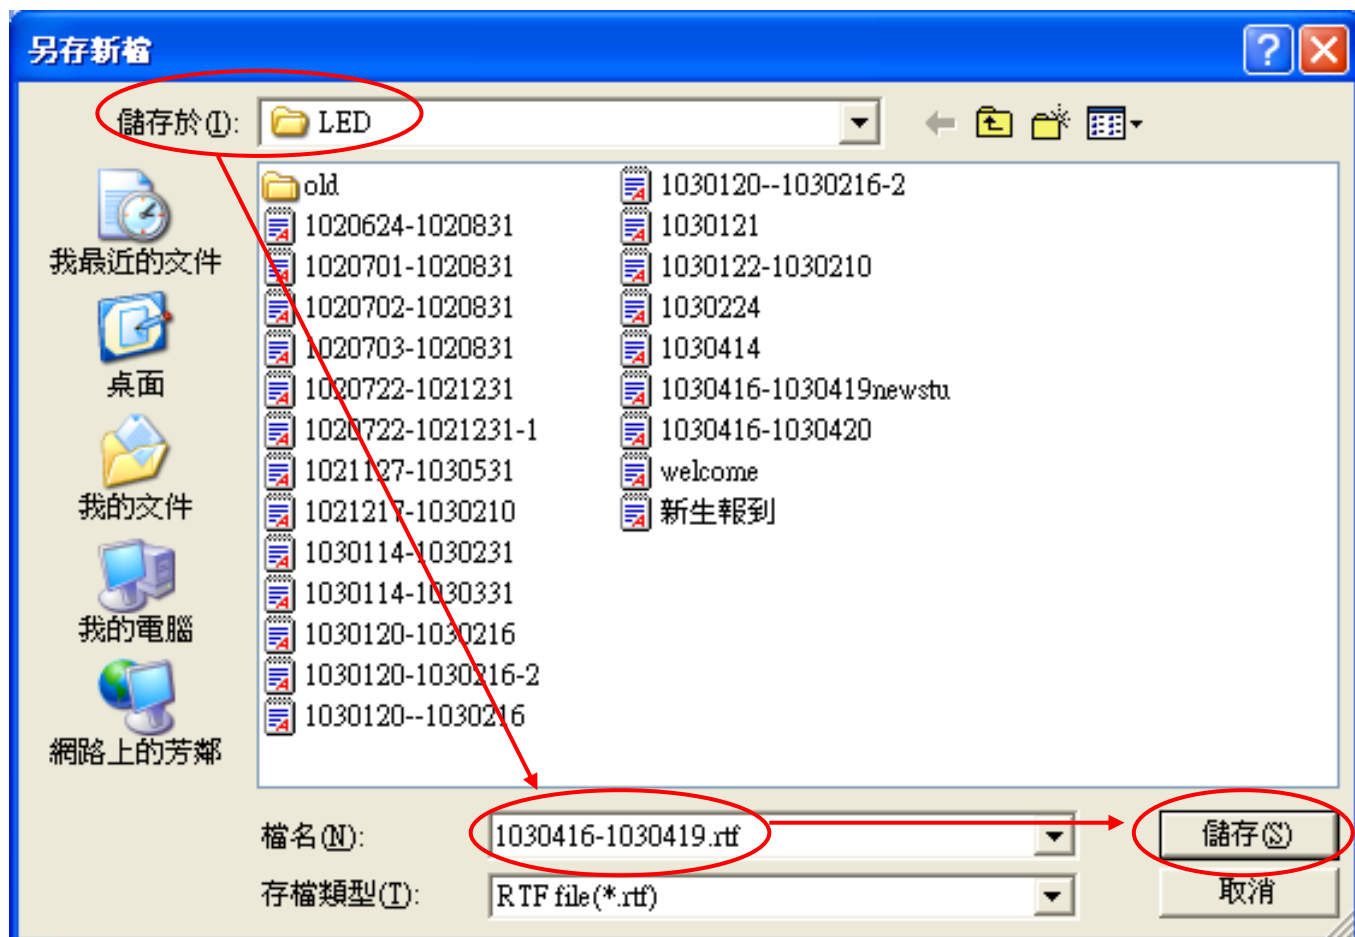 另存新檔
儲存於(I): LED
我最近的文件
桌面
我的文件
我的電腦
網路上的芳鄰
old
1020624-1020831
1020701-1020831
1020702-1020831
1020703-1020831
1020722-1021231
1020722-1021231-1
1021127-1030531
1021217-1030210
1030114-1030231
1030114-1030331
1030120-1030216
1030120-1030216-2
1030120--1030216
1030120--1030216-2
1030121
1030122-1030210
1030224
1030414
1030416-1030419newstu
1030416-1030420
welcome
新生報到
檔名(N): 1030416-1030419.rtf
儲存(S)
存檔類型(T): RTF file(*.rtf)
取消